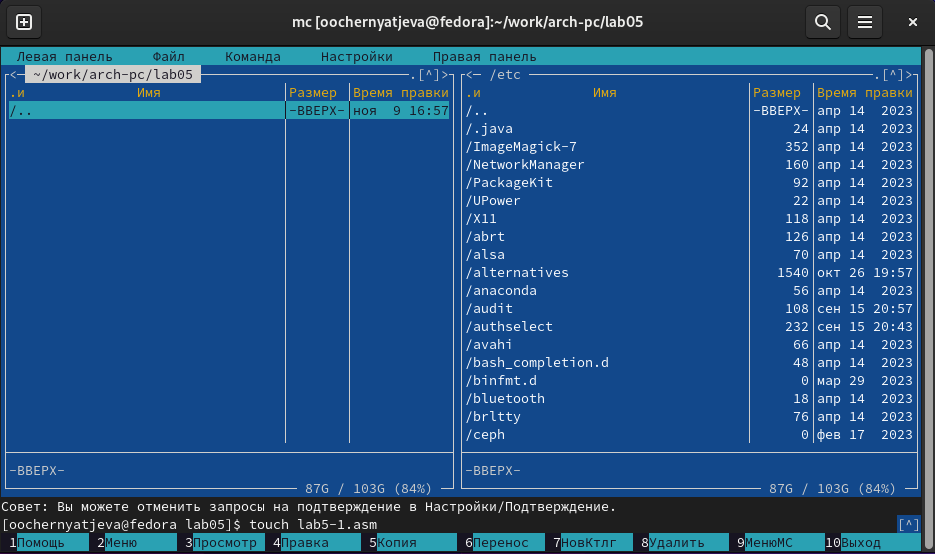 mc [oochernyatjeva@fedora]:~/work/arch-pc/lab05
Левая панель Файл Команда Настройки Правая панель
<— ~/work/arch-pc/lab05 .[^]> <— /etc .[^]>
.и Имя Размер Время правки .и Имя Размер Время правки
/.. -ВВЕРХ- ноя 9 16:57 /.. -ВВЕРХ- апр 14 2023
/.java 24 апр 14 2023
/ImageMagick-7 352 апр 14 2023
/NetworkManager 160 апр 14 2023
/PackageKit 92 апр 14 2023
/UPower 22 апр 14 2023
/X11 118 апр 14 2023
/abrt 126 апр 14 2023
/alsa 70 апр 14 2023
/alternatives 1540 окт 26 19:57
/anaconda 56 апр 14 2023
/audit 108 сен 15 20:57
/authselect 232 сен 15 20:43
/avahi 66 апр 14 2023
/bash_completion.d 48 апр 14 2023
/binfmt.d 0 мар 29 2023
/bluetooth 18 апр 14 2023
/brltty 76 апр 14 2023
/ceph 0 фев 17 2023
-ВВЕРХ- -ВВЕРХ-
87G / 103G (84%) 87G / 103G (84%)
Совет: Вы можете отменить запросы на подтверждение в Настройки/Подтверждение.
[oochernyatjeva@fedora lab05]$ touch lab5-1.asm [^]
1Помощь 2Меню 3Просмотр 4Правка 5Копия 6Перенос 7НовКтлг 8Удалить 9МенюМС 10Выход